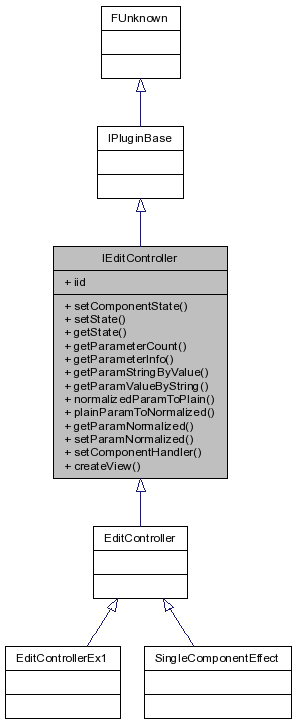 FUnknown
IPluginBase
IEditController
+ iid
+ setComponentState()
+ setState()
+ getState()
+ getParameterCount()
+ getParameterInfo()
+ getParamStringByValue()
+ getParamValueByString()
+ normalizedParamToPlain()
+ plainParamToNormalized()
+ getParamNormalized()
+ setParamNormalized()
+ setComponentHandler()
+ createView()
EditController
EditControllerEx1
SingleComponentEffect